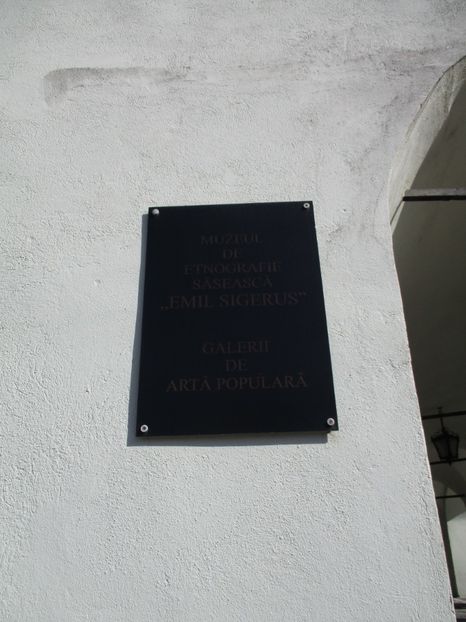 MUZEUL
DE
ETNOGRAFIE
SĂSEASCĂ
„EMIL SIGERUS”
GALERII
DE
ARTĂ POPULARĂ